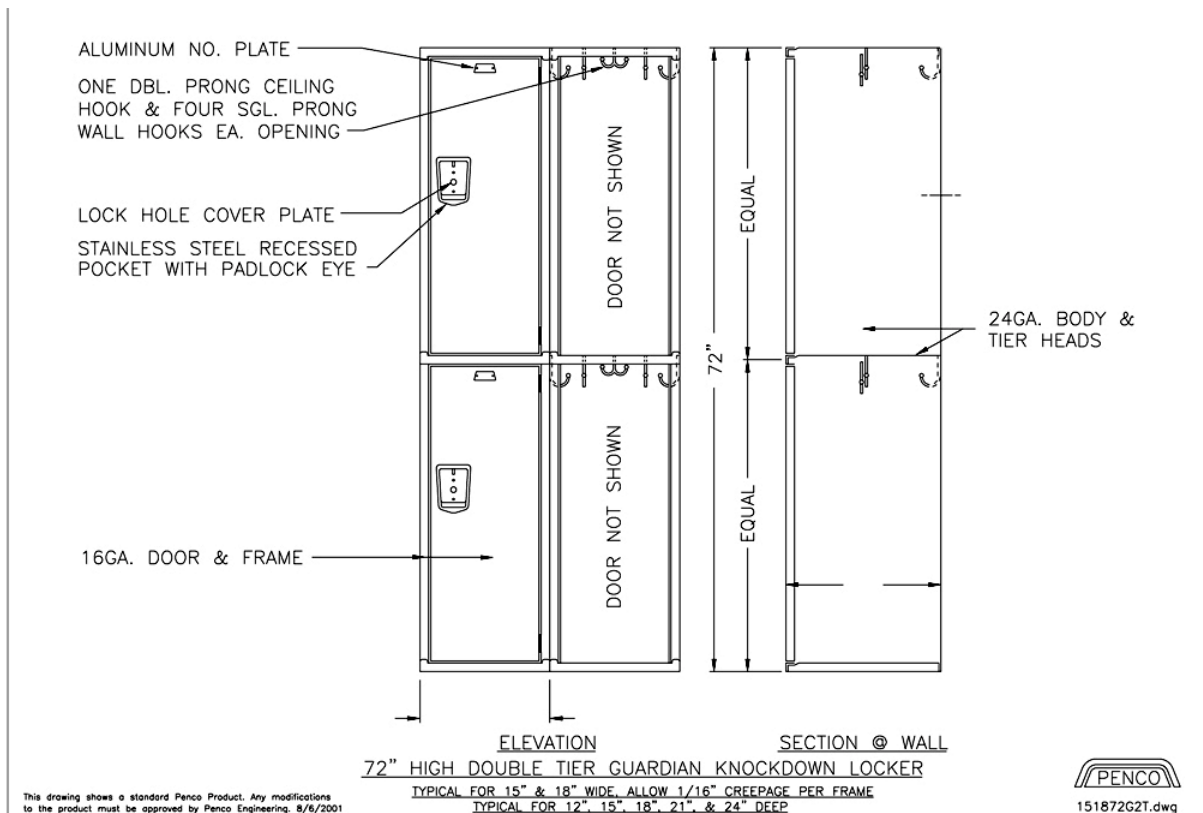 ALUMINUM NO. PLATE
ONE DBL. PRONG CEILING
HOOK & FOUR SGL. PRONG
WALL HOOKS EA. OPENING
LOCK HOLE COVER PLATE
STAINLESS STEEL RECESSED
POCKET WITH PADLOCK EYE
16GA. DOOR & FRAME
DOOR NOT SHOWN
DOOR NOT SHOWN
72"
EQUAL
EQUAL
24GA. BODY &
TIER HEADS
ELEVATION
SECTION @ WALL
72" HIGH DOUBLE TIER GUARDIAN KNOCKDOWN LOCKER
TYPICAL FOR 15" & 18" WIDE, ALLOW 1/16" CREEPAGE PER FRAME
TYPICAL FOR 12", 15", 18", 21", & 24" DEEP
This drawing shows a standard Penco Product. Any modifications
to the product must be approved by Penco Engineering. 8/6/2001
PENCO
151872G2T.dwg